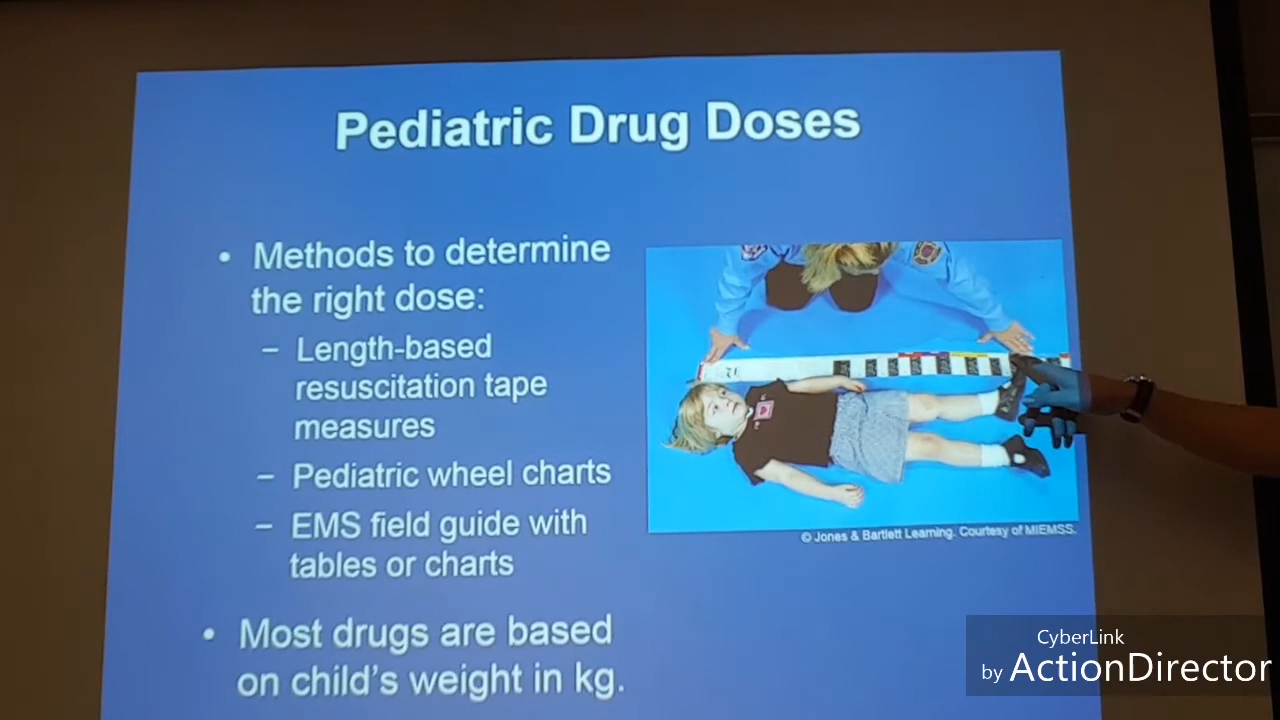 Pediatric Drug Doses
• Methods to determine
the right dose:
– Length-based
resuscitation tape
measures
– Pediatric wheel charts
– EMS field guide with
tables or charts
• Most drugs are based
on child's weight in kg.
© Jones & Bartlett Learning. Courtesy of MIEMSS.
CyberLink
by ActionDirector